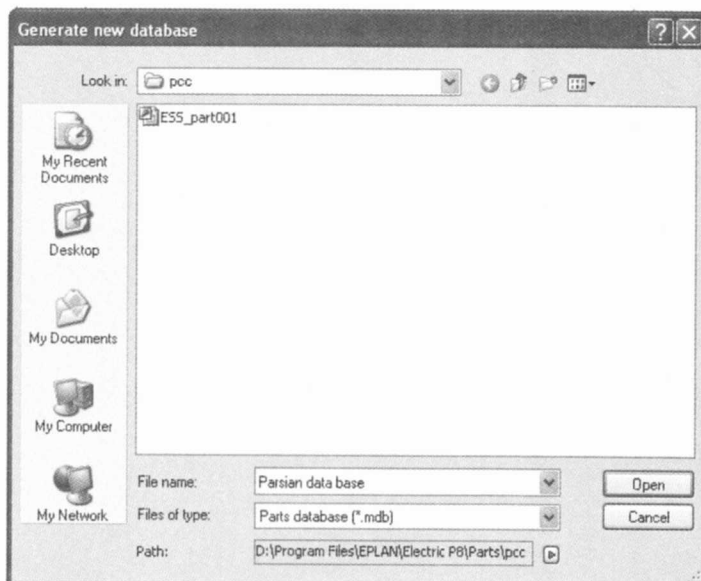 Generate new database
Look in:
pcc
ESS_part001
My Recent
Documents
Desktop
My Documents
My Computer
My Network
File name:
Parsian data base
Open
Files of type:
Parts database (*.mdb)
Cancel
Path:
D:\Program Files\EPLAN\Electric P8\Parts\pcc